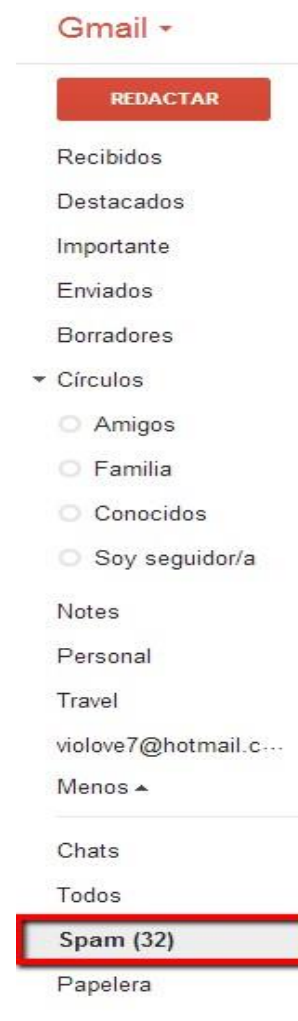 Gmail
REDACTAR
Recibidos
Destacados
Importante
Enviados
Borradores
Círculos
Amigos
Familia
Conocidos
Soy seguidor/a
Notes
Personal
Travel
violove7@hotmail.c...
Menos
Chats
Todos
Spam (32)
Papelera